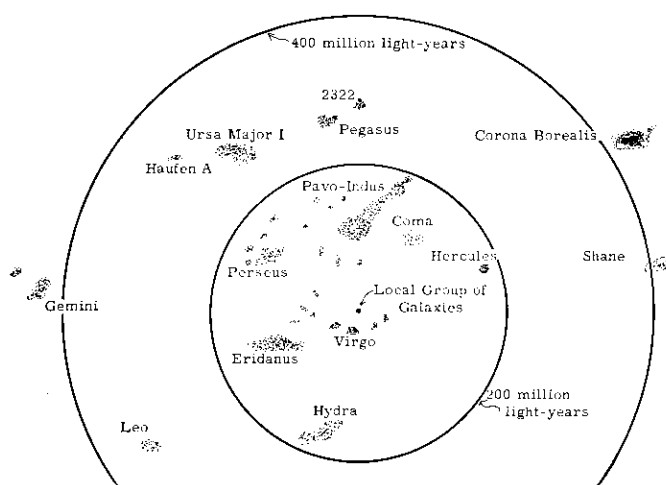 400 million light-years
2322
Pegasus
Ursa Major I
Corona Borealis
Haufen A
Pavo-Indus
Coma
Perseus
Hercules
Shane
Gemini
Local Group of
Galaxies
Virgo
Eridanus
200 million
light-years
Hydra
Leo